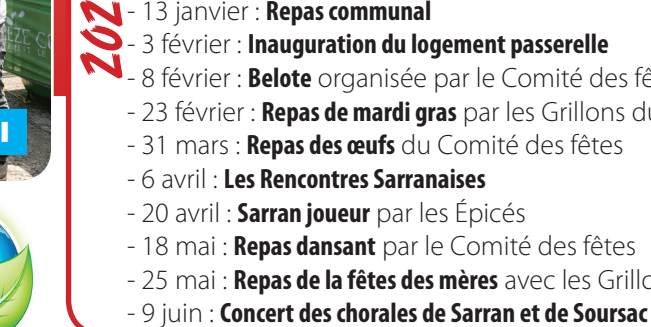 202
- 13 janvier : Repas communal
- 3 février : Inauguration du logement passerelle
- 8 février : Belote organisée par le Comité des fê
- 23 février : Repas de mardi gras par les Grillons du
- 31 mars : Repas des œufs du Comité des fêtes
- 6 avril : Les Rencontres Sarranaises
- 20 avril : Sarran joueur par les Épicés
- 18 mai : Repas dansant par le Comité des fêtes
- 25 mai : Repas de la fêtes des mères avec les Grillo
- 9 juin : Concert des chorales de Sarran et de Soursac